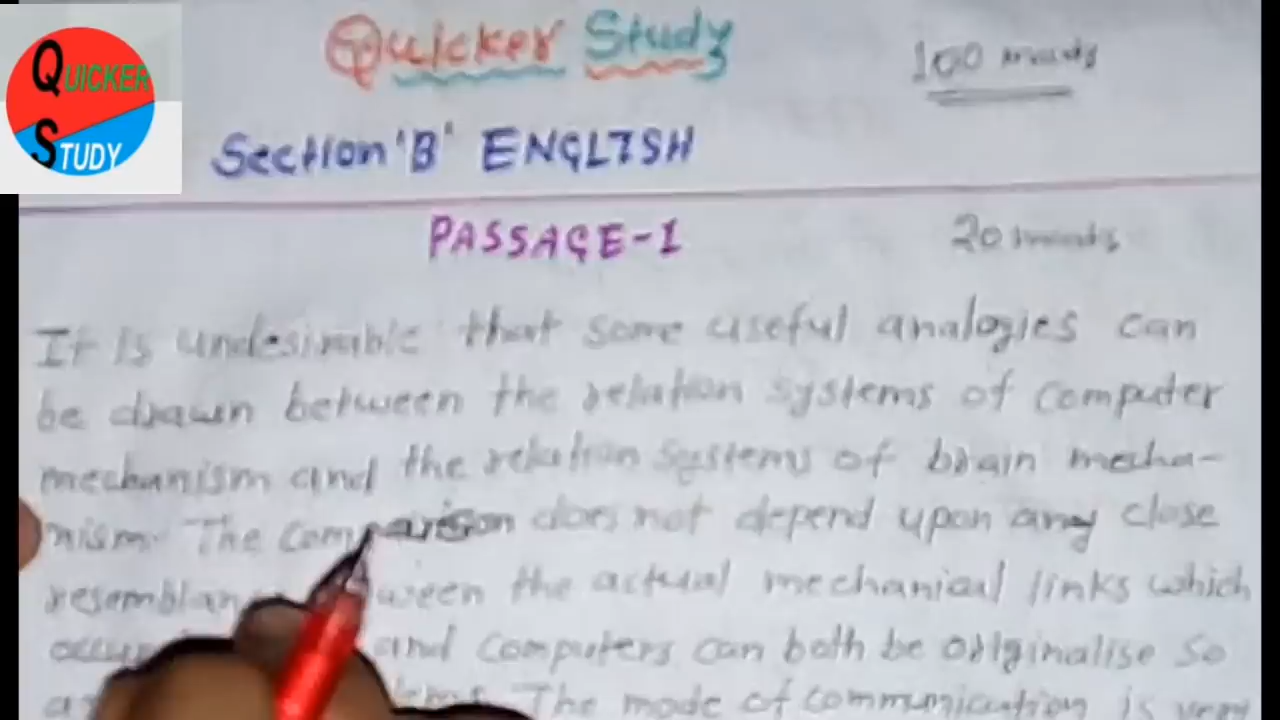 QUICKER
STUDY
Quicker Study
100 marks
Section 'B' ENGLISH
PASSAGE-1
20 marks
It is undesirable that some useful analogies can
be drawn between the relation systems of computer
mechanism and the relation systems of brain mecha-
nism. The comparision does not depend upon any close
the actual mechanical links which
and computers can both be originalise so
The mode of communication is very